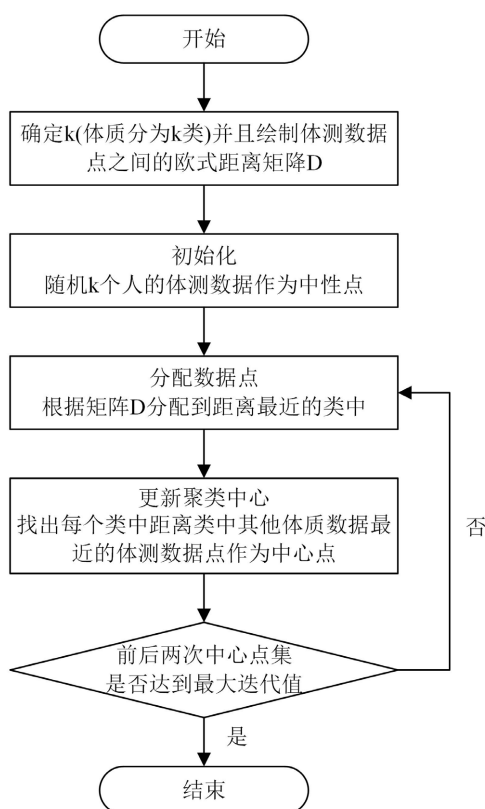 开始
确定k(体质分为k类)并且绘制体测数据
点之间的欧式距离矩降D
初始化
随机k个人的体测数据作为中性点
分配数据点
根据矩阵D分配到距离最近的类中
更新聚类中心
找出每个类中距离类中其他体质数据最
近的体测数据点作为中心点
否
前后两次中心点集
是否达到最大迭代值
是
结束